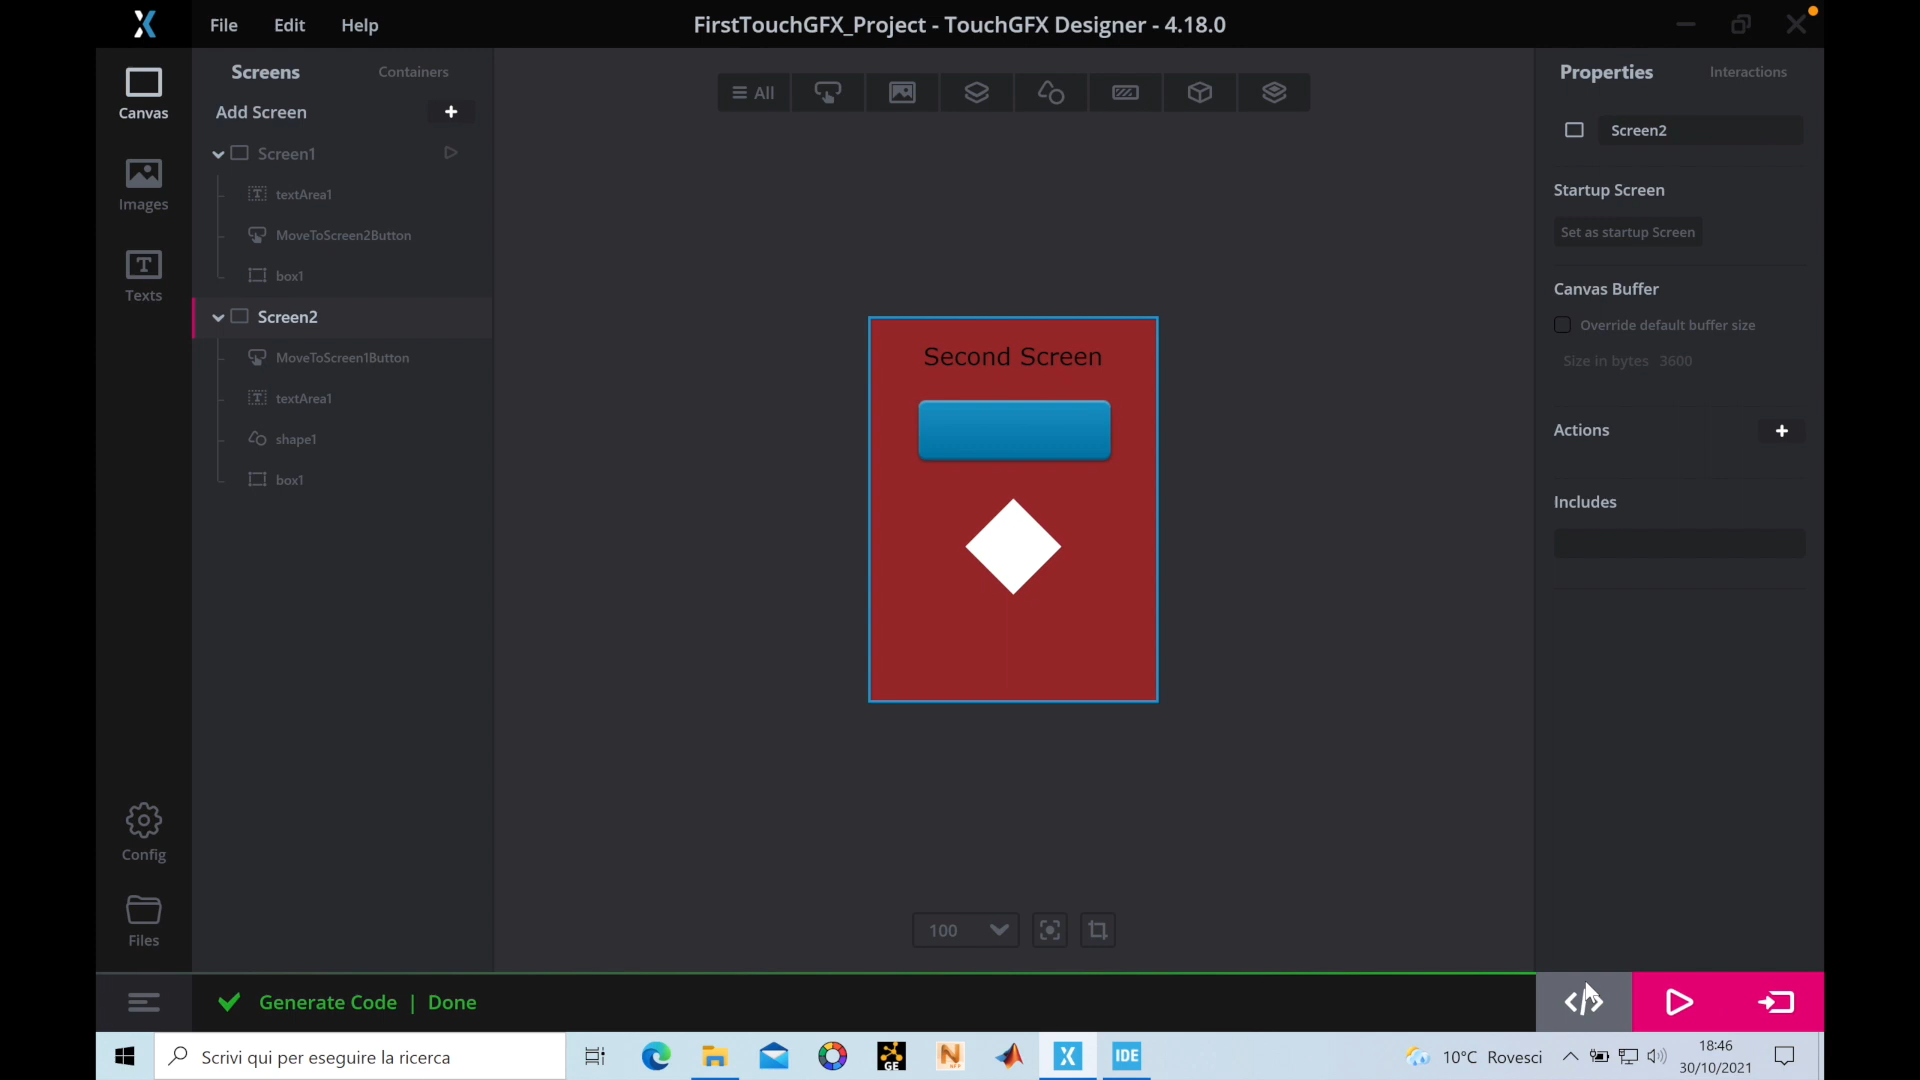 File Edit Help
FirstTouchGFX_Project - TouchGFX Designer - 4.18.0
Canvas
Images
Texts
Config
Files
Screens Containers
Add Screen
Screen1
textArea1
MoveToScreen2Button
box1
Screen2
MoveToScreen1Button
textArea1
shape1
box1
All
Second Screen
100
Properties Interactions
Screen2
Startup Screen
Set as startup Screen
Canvas Buffer
Override default buffer size
Size in bytes 3600
Actions
Includes
Generate Code | Done
Scrivi qui per eseguire la ricerca
GE
N
X
IDE
10°C Rovesci
18:46
30/10/2021